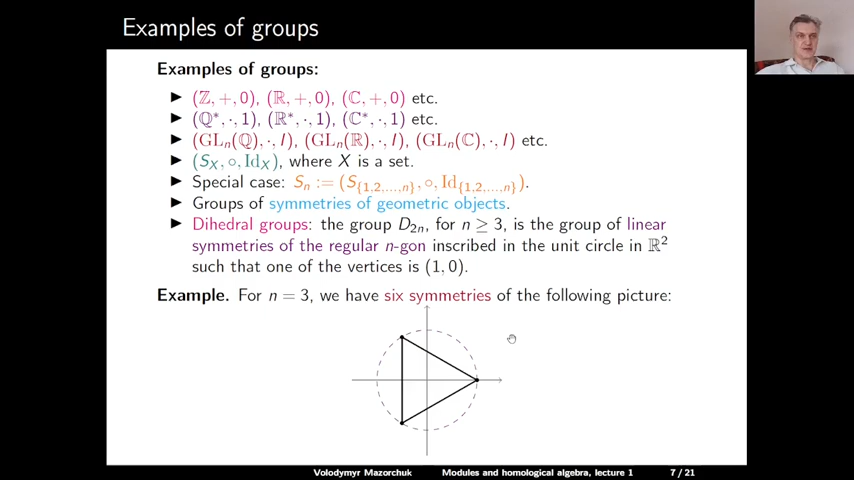 Examples of groups
Examples of groups:
▶ (ℤ, +, 0), (ℝ, +, 0), (ℂ, +, 0) etc.
▶ (ℚ*, ·, 1), (ℝ*, ·, 1), (ℂ*, ·, 1) etc.
▶ (GLₙ(ℚ), ·, I), (GLₙ(ℝ), ·, I), (GLₙ(ℂ), ·, I) etc.
▶ (S_X, ∘, Id_X), where X is a set.
▶ Special case: Sₙ := (S_{1,2,...,n}, ∘, Id_{1,2,...,n}).
▶ Groups of symmetries of geometric objects.
▶ Dihedral groups: the group D₂ₙ, for n ≥ 3, is the group of linear
symmetries of the regular n-gon inscribed in the unit circle in ℝ²
such that one of the vertices is (1, 0).
Example. For n = 3, we have six symmetries of the following picture:
Volodymyr Mazorchuk Modules and homological algebra, lecture 1 7 / 21